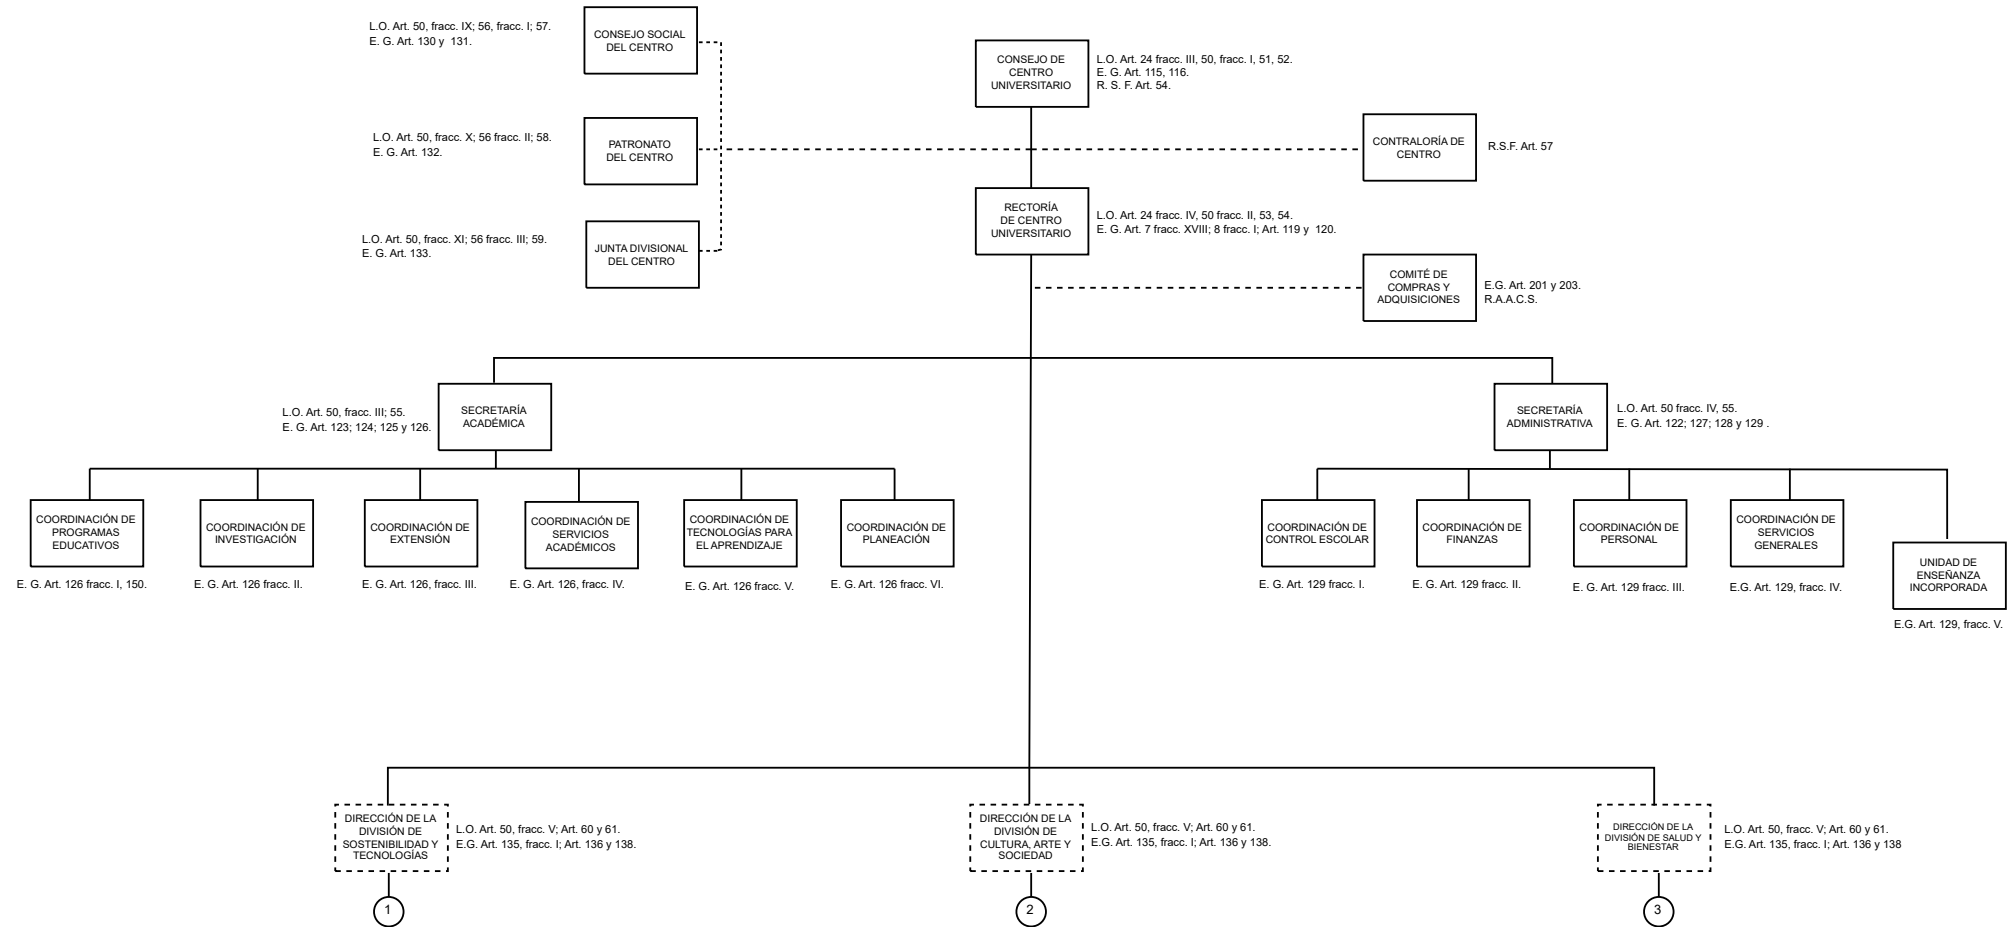 L.O. Art. 50, fracc. IX; 56, fracc. I; 57.
E. G. Art. 130 y 131.
CONSEJO SOCIAL
DEL CENTRO
CONSEJO DE
CENTRO
UNIVERSITARIO
L.O. Art. 24 fracc. III, 50, fracc. I, 51, 52.
E. G. Art. 115, 116.
R. S. F. Art. 54.
L.O. Art. 50, fracc. X; 56 fracc. II; 58.
E. G. Art. 132.
PATRONATO
DEL CENTRO
CONTRALORÍA DE
CENTRO
R.S.F. Art. 57
RECTORÍA
DE CENTRO
UNIVERSITARIO
L.O. Art. 24 fracc. IV, 50 fracc. II, 53, 54.
E. G. Art. 7 fracc. XVIII; 8 fracc. I; Art. 119 y 120.
L.O. Art. 50, fracc. XI; 56 fracc. III; 59.
E. G. Art. 133.
JUNTA DIVISIONAL
DEL CENTRO
COMITÉ DE
COMPRAS Y
ADQUISICIONES
E.G. Art. 201 y 203.
R.A.A.C.S.
L.O. Art. 50, fracc. III; 55.
E. G. Art. 123; 124; 125 y 126.
SECRETARÍA
ACADÉMICA
SECRETARÍA
ADMINISTRATIVA
L.O. Art. 50 fracc. IV, 55.
E. G. Art. 122; 127; 128 y 129 .
COORDINACIÓN DE
PROGRAMAS
EDUCATIVOS
E. G. Art. 126 fracc. I, 150.
COORDINACIÓN DE
INVESTIGACIÓN
E. G. Art. 126 fracc. II.
COORDINACIÓN DE
EXTENSIÓN
E. G. Art. 126, fracc. III.
COORDINACIÓN DE
SERVICIOS
ACADÉMICOS
E. G. Art. 126, fracc. IV.
COORDINACIÓN DE
TECNOLOGÍAS PARA
EL APRENDIZAJE
E. G. Art. 126 fracc. V.
COORDINACIÓN DE
PLANEACIÓN
E. G. Art. 126 fracc. VI.
COORDINACIÓN DE
CONTROL ESCOLAR
E. G. Art. 129 fracc. I.
COORDINACIÓN DE
FINANZAS
E. G. Art. 129 fracc. II.
COORDINACIÓN DE
PERSONAL
E. G. Art. 129 fracc. III.
COORDINACIÓN DE
SERVICIOS
GENERALES
E.G. Art. 129, fracc. IV.
UNIDAD DE
ENSEÑANZA
INCORPORADA
E.G. Art. 129, fracc. V.
DIRECCIÓN DE LA
DIVISIÓN DE
SOSTENIBILIDAD Y
TECNOLOGÍAS
L.O. Art. 50, fracc. V; Art. 60 y 61.
E.G. Art. 135, fracc. I; Art. 136 y 138.
1
DIRECCIÓN DE LA
DIVISIÓN DE
CULTURA, ARTE Y
SOCIEDAD
L.O. Art. 50, fracc. V; Art. 60 y 61.
E.G. Art. 135, fracc. I; Art. 136 y 138.
2
DIRECCIÓN DE LA
DIVISIÓN DE SALUD Y
BIENESTAR
L.O. Art. 50, fracc. V; Art. 60 y 61.
E.G. Art. 135, fracc. I; Art. 136 y 138
3